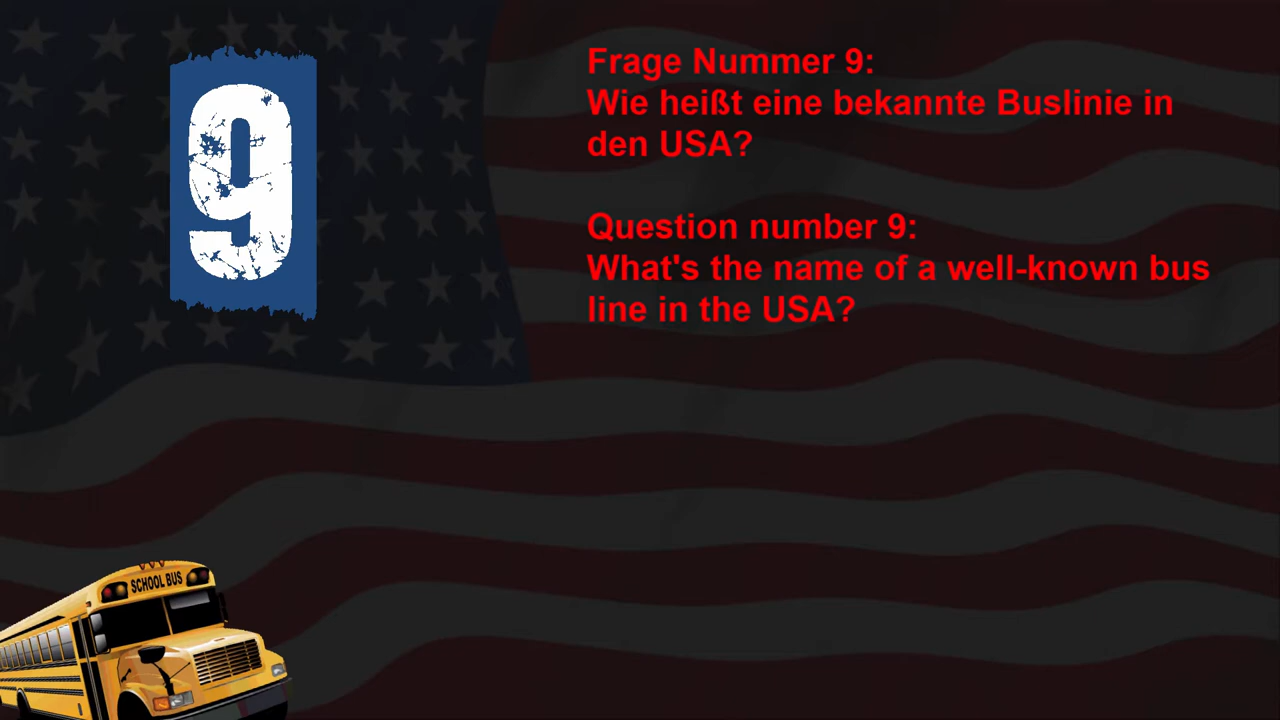 9
Frage Nummer 9:
Wie heißt eine bekannte Buslinie in
den USA?
Question number 9:
What's the name of a well-known bus
line in the USA?
SCHOOL BUS